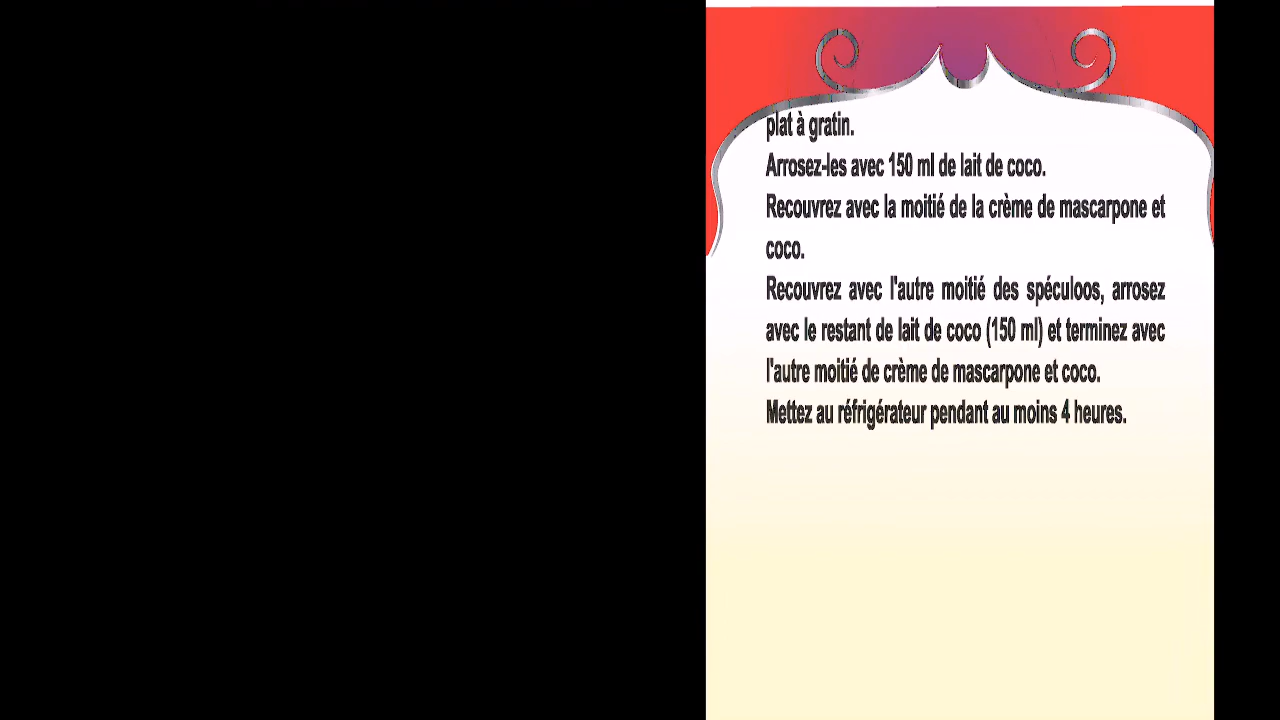 plat à gratin.
Arrosez-les avec 150 ml de lait de coco.
Recouvrez avec la moitié de la crème de mascarpone et
coco.
Recouvrez avec l'autre moitié des spéculoos, arrosez
avec le restant de lait de coco (150 ml) et terminez avec
l'autre moitié de crème de mascarpone et coco.
Mettez au réfrigérateur pendant au moins 4 heures.